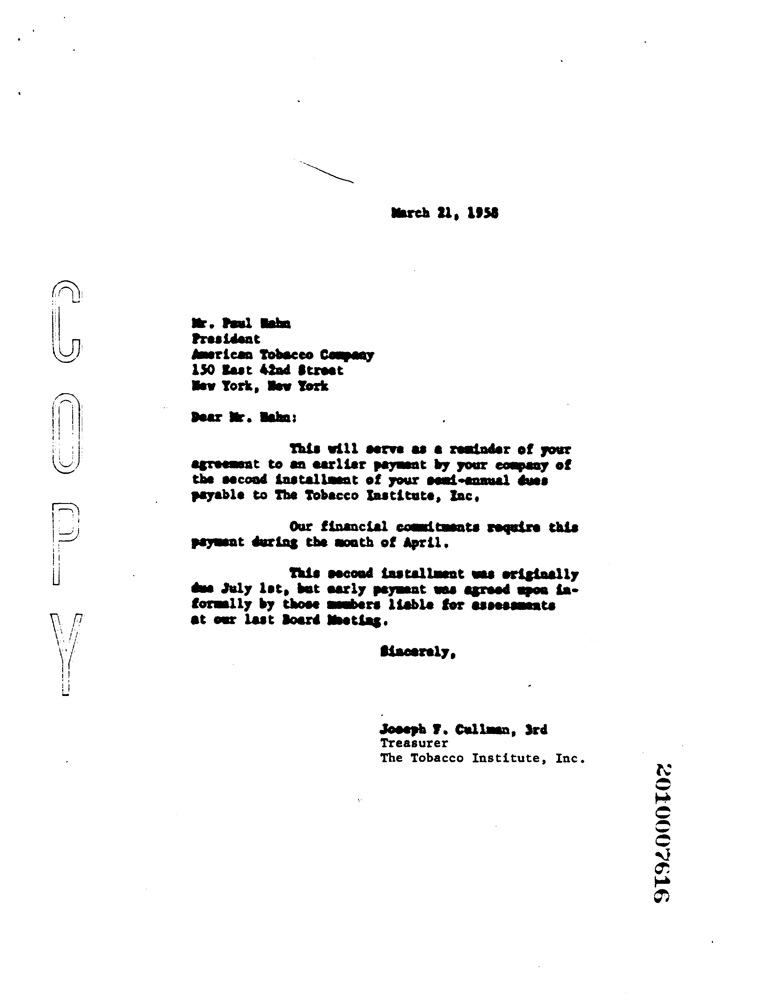 March 21, 1958
COPY
Mr. Paul Hahn
President
American Tobacco Company
150 East 42nd Street
New York, New York
Dear Mr. Hahn:
This will serve as a reminder of your
agreement to an earlier payment by your company of
the second installment of your semi-annual dues
payable to The Tobacco Institute, Inc.
Our financial commitments require this
payment during the month of April.
This second installment was originally
due July 1st, but early payment was agreed upon in-
formally by those members liable for assessments
at our last Board Meeting.
Sincerely,
Joseph F. Cullman, 3rd
Treasurer
The Tobacco Institute, Inc.
2010007616